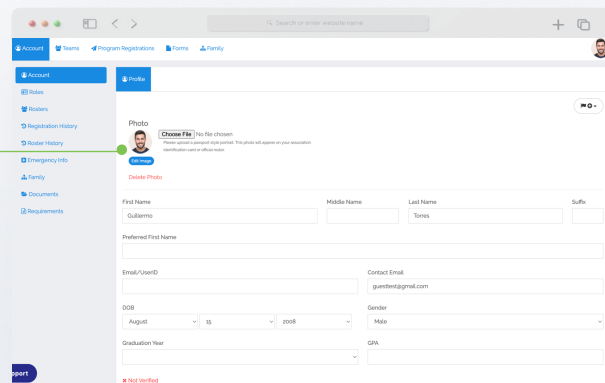 Search or enter website name
Account Teams Program Registrations Forms Family
Account
Roles
Rosters
Registration History
Roster History
Emergency Info
Family
Documents
Requirements
Profile
Photo
Choose File No file chosen
Please upload a passport style portrait. This photo will appear on your association
identification card or official roster.
Edit Image
Delete Photo
First Name Middle Name Last Name Suffix
Guillermo Torres
Preferred First Name
Email/UserID Contact Email
guesttest@gmail.com
DOB Gender
August 15 2008 Male
Graduation Year GPA
Not Verified
pport